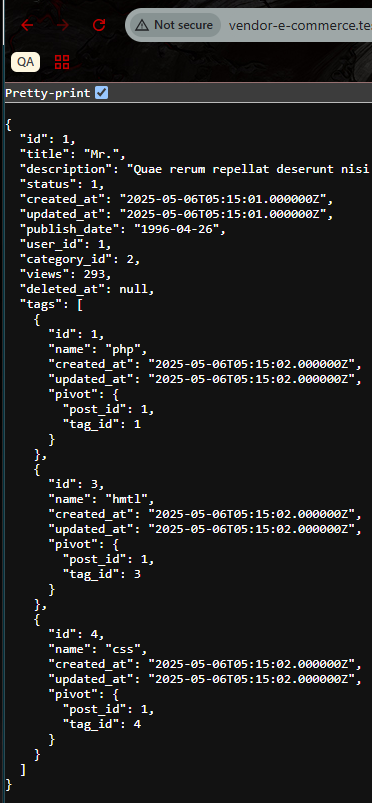 Not secure
vendor-e-commerce.te
QA
Pretty-print
{
  "id": 1,
  "title": "Mr.",
  "description": "Quae rerum repellat deserunt nisi
  "status": 1,
  "created_at": "2025-05-06T05:15:01.000000Z",
  "updated_at": "2025-05-06T05:15:01.000000Z",
  "publish_date": "1996-04-26",
  "user_id": 1,
  "category_id": 2,
  "views": 293,
  "deleted_at": null,
  "tags": [
    {
      "id": 1,
      "name": "php",
      "created_at": "2025-05-06T05:15:02.000000Z",
      "updated_at": "2025-05-06T05:15:02.000000Z",
      "pivot": {
        "post_id": 1,
        "tag_id": 1
      }
    },
    {
      "id": 3,
      "name": "hmtl",
      "created_at": "2025-05-06T05:15:02.000000Z",
      "updated_at": "2025-05-06T05:15:02.000000Z",
      "pivot": {
        "post_id": 1,
        "tag_id": 3
      }
    },
    {
      "id": 4,
      "name": "css",
      "created_at": "2025-05-06T05:15:02.000000Z",
      "updated_at": "2025-05-06T05:15:02.000000Z",
      "pivot": {
        "post_id": 1,
        "tag_id": 4
      }
    }
  ]
}